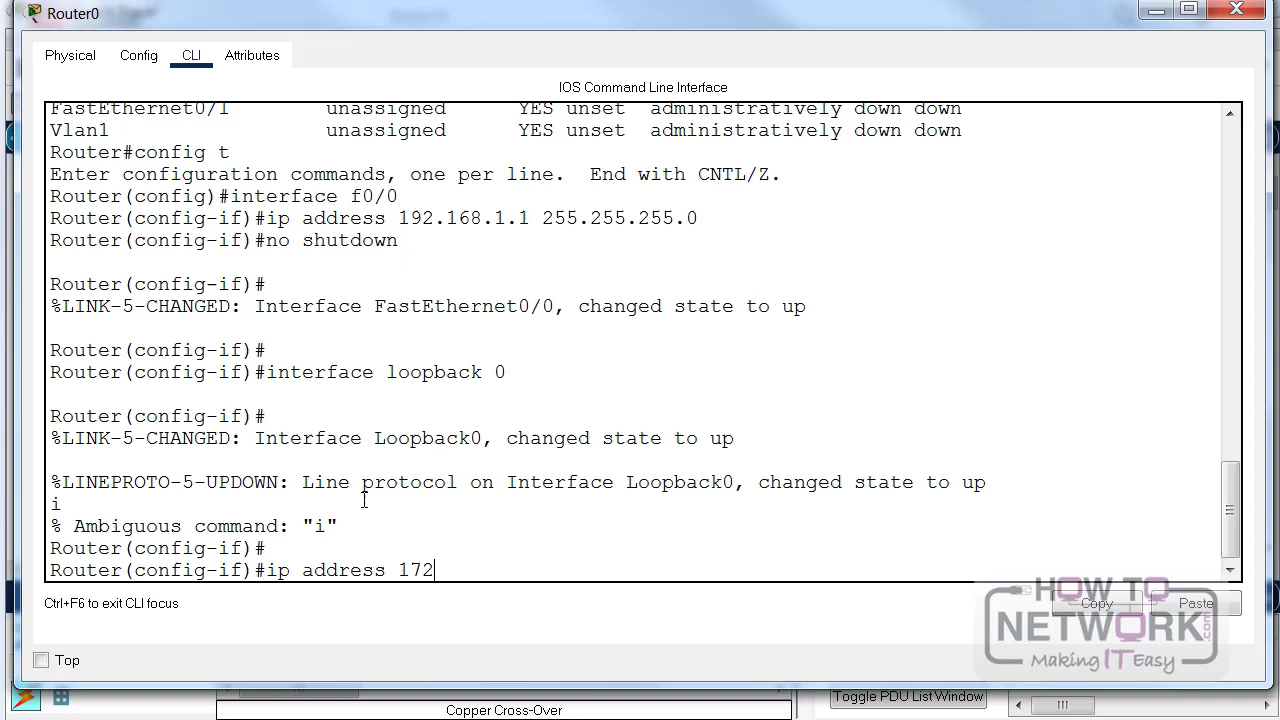 Router0
Physical Config CLI Attributes
IOS Command Line Interface
FastEthernet0/1 unassigned YES unset administratively down down
Vlan1 unassigned YES unset administratively down down
Router#config t
Enter configuration commands, one per line. End with CNTL/Z.
Router(config)#interface f0/0
Router(config-if)#ip address 192.168.1.1 255.255.255.0
Router(config-if)#no shutdown
Router(config-if)#
%LINK-5-CHANGED: Interface FastEthernet0/0, changed state to up
Router(config-if)#
Router(config-if)#interface loopback 0
Router(config-if)#
%LINK-5-CHANGED: Interface Loopback0, changed state to up
%LINEPROTO-5-UPDOWN: Line protocol on Interface Loopback0, changed state to up
i
% Ambiguous command: "i"
Router(config-if)#
Router(config-if)#ip address 172
Ctrl+F6 to exit CLI focus
Copy Paste
HOW TO
NETWORK.com
Making IT Easy
Top
Toggle PDU List Window
Copper Cross-Over